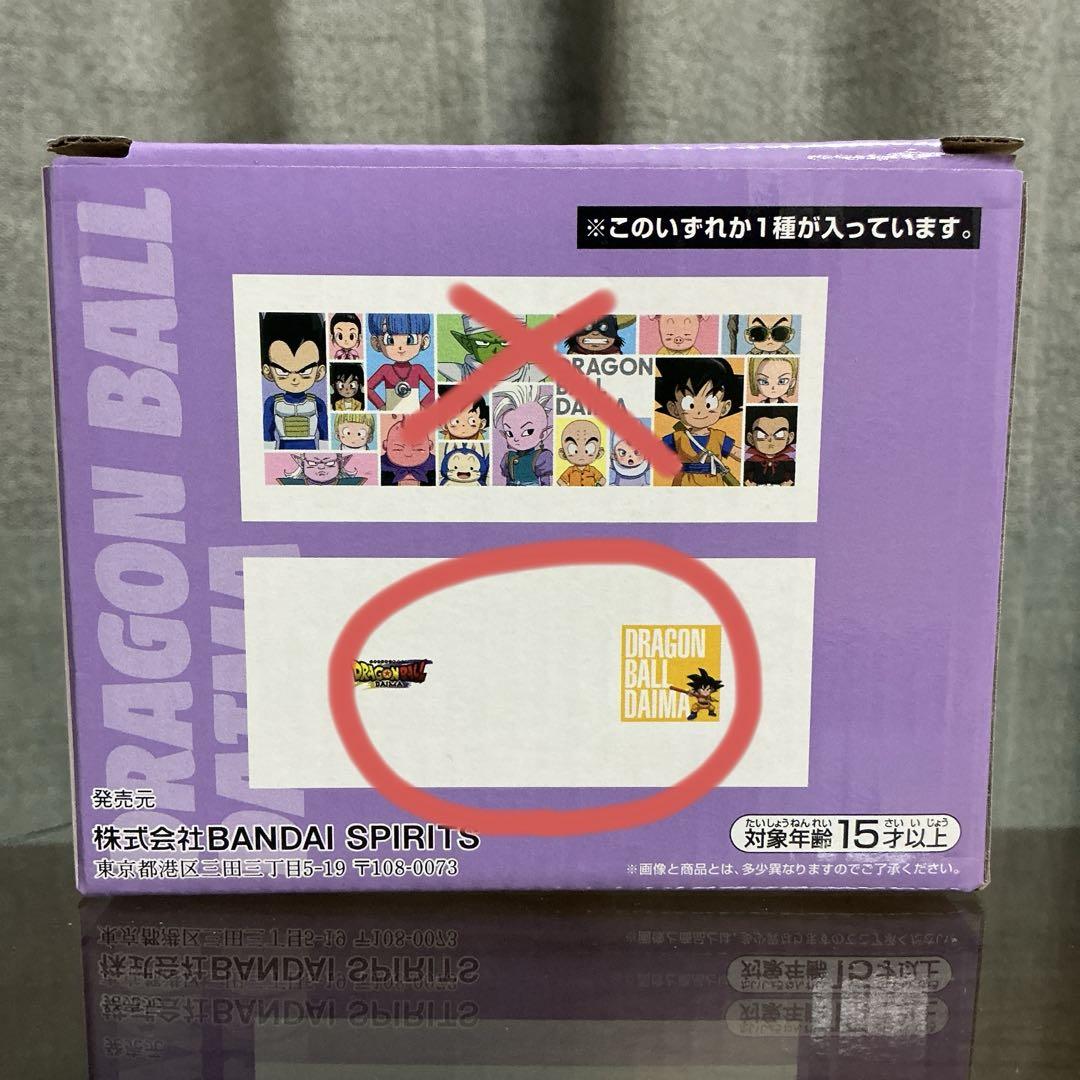 DRAGON BALL
DAIMA
※このいずれか1種が入っています。
DRAGON
BALL
DAIMA
DRAGON BALL
DAIMA
DRAGON
BALL
DAIMA
発売元
株式会社BANDAI SPIRITS
東京都港区三田三丁目5-19 〒108-0073
たいしょうねんれい さい いじょう
対象年齢 15才以上
※画像と商品とは、多少異なりますのでご了承ください。